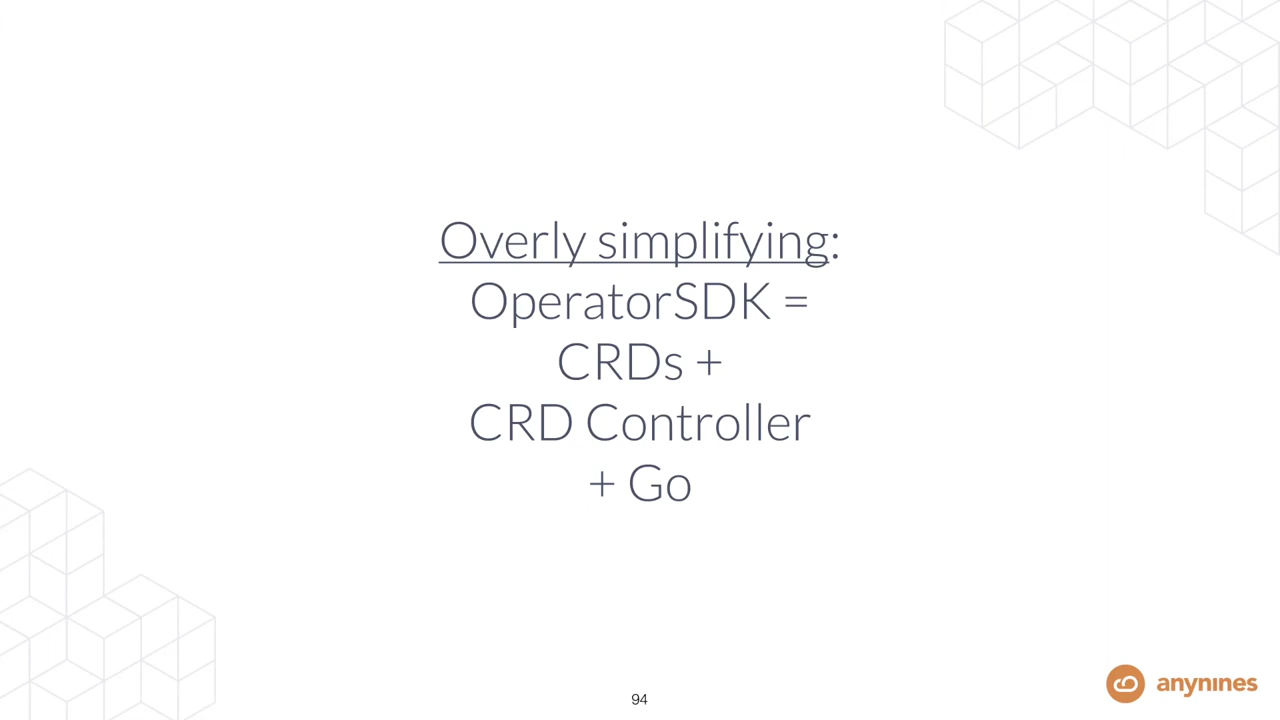 Overly simplifying:
OperatorSDK =
CRDs +
CRD Controller
+ Go
94
anynines